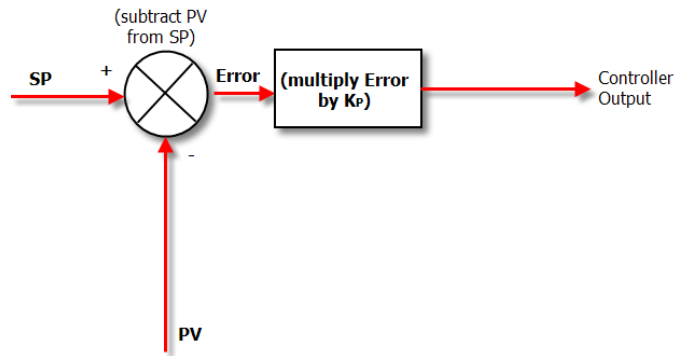 (subtract PV
from SP)
SP
+
Error
(multiply Error
by KP)
Controller
Output
-
PV